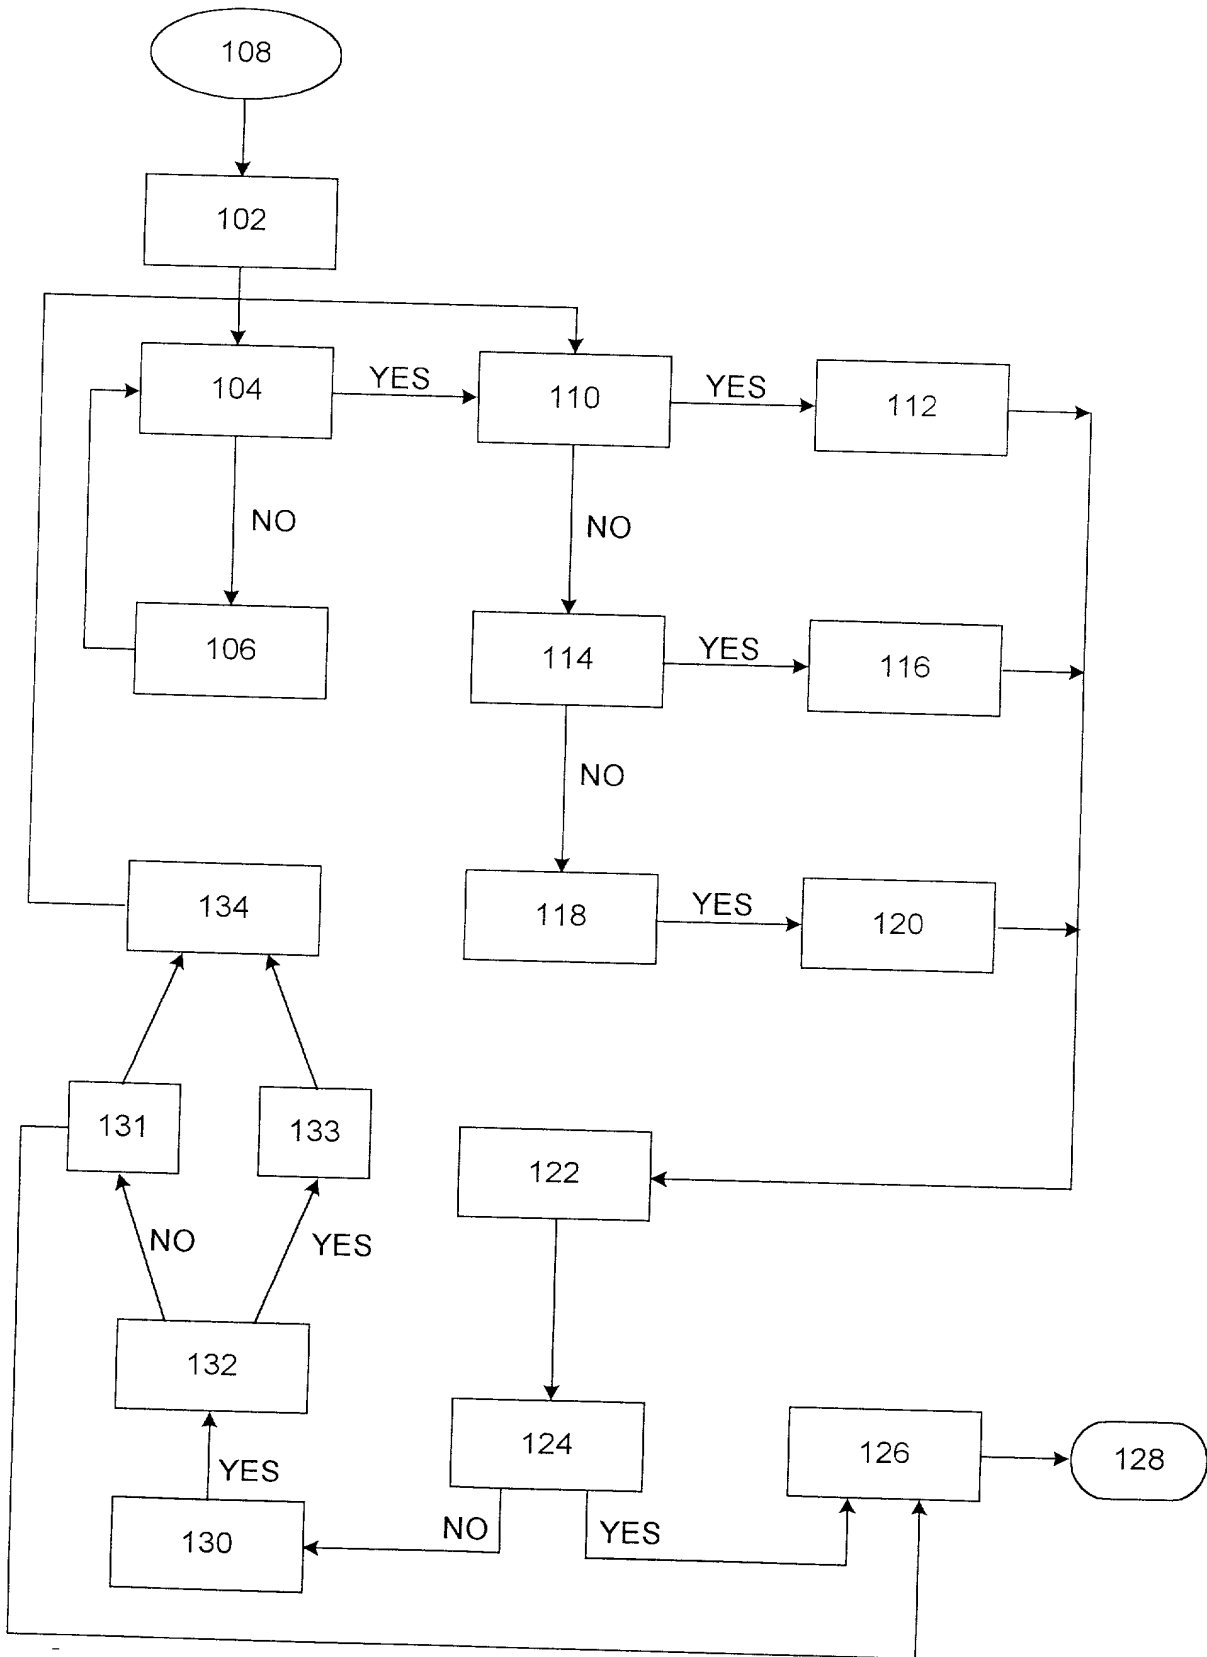 108
102
104
YES
110
YES
112
NO
NO
106
114
YES
116
NO
134
118
YES
120
131
133
122
NO
YES
132
124
126
128
YES
130
NO
YES